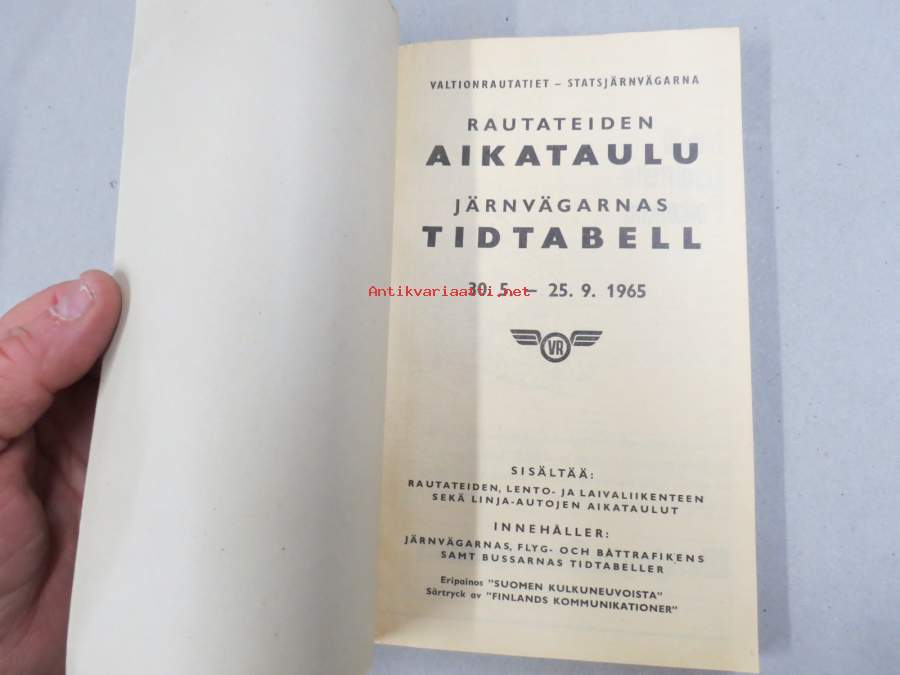 VALTIONRAUTATIET – STATSJÄRNVÄGARNA
RAUTATEIDEN
AIKATAULU
JÄRNVÄGARNAS
TIDTABELL
30. 5. – 25. 9. 1965
Antikvariaatti.net
VR
SISÄLTÄÄ:
RAUTATEIDEN, LENTO- JA LAIVALIIKENTEEN
SEKÄ LINJA-AUTOJEN AIKATAULUT
INNEHÅLLER:
JÄRNVÄGARNAS, FLYG- OCH BÅTTRAFIKENS
SAMT BUSSARNAS TIDTABELLER
Eripainos "SUOMEN KULKUNEUVOISTA"
Särtryck av "FINLANDS KOMMUNIKATIONER"